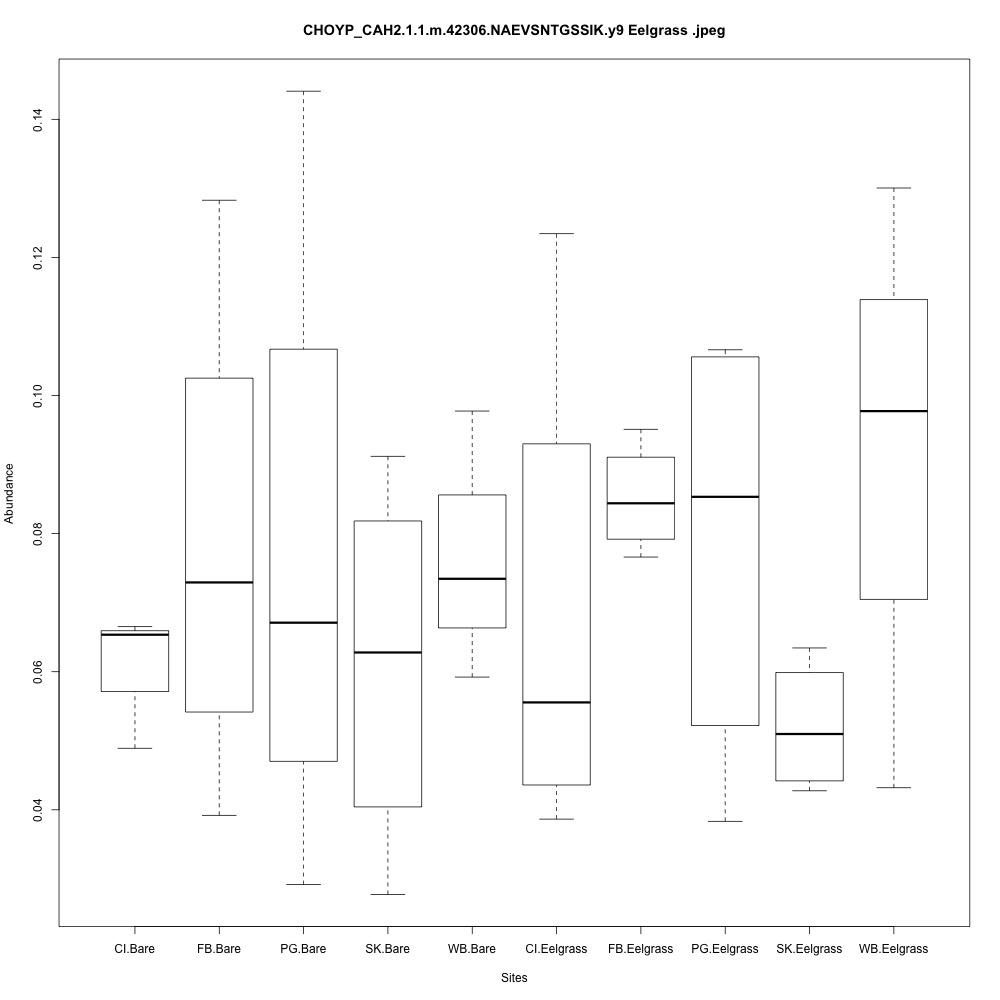 CHOYP_CAH2.1.1.m.42306.NAEVSNTGSSIK.y9 Eelgrass .jpeg
Abundance
0.14
0.12
0.10
0.08
0.06
0.04
CI.Bare FB.Bare PG.Bare SK.Bare WB.Bare CI.Eelgrass FB.Eelgrass PG.Eelgrass SK.Eelgrass WB.Eelgrass
Sites